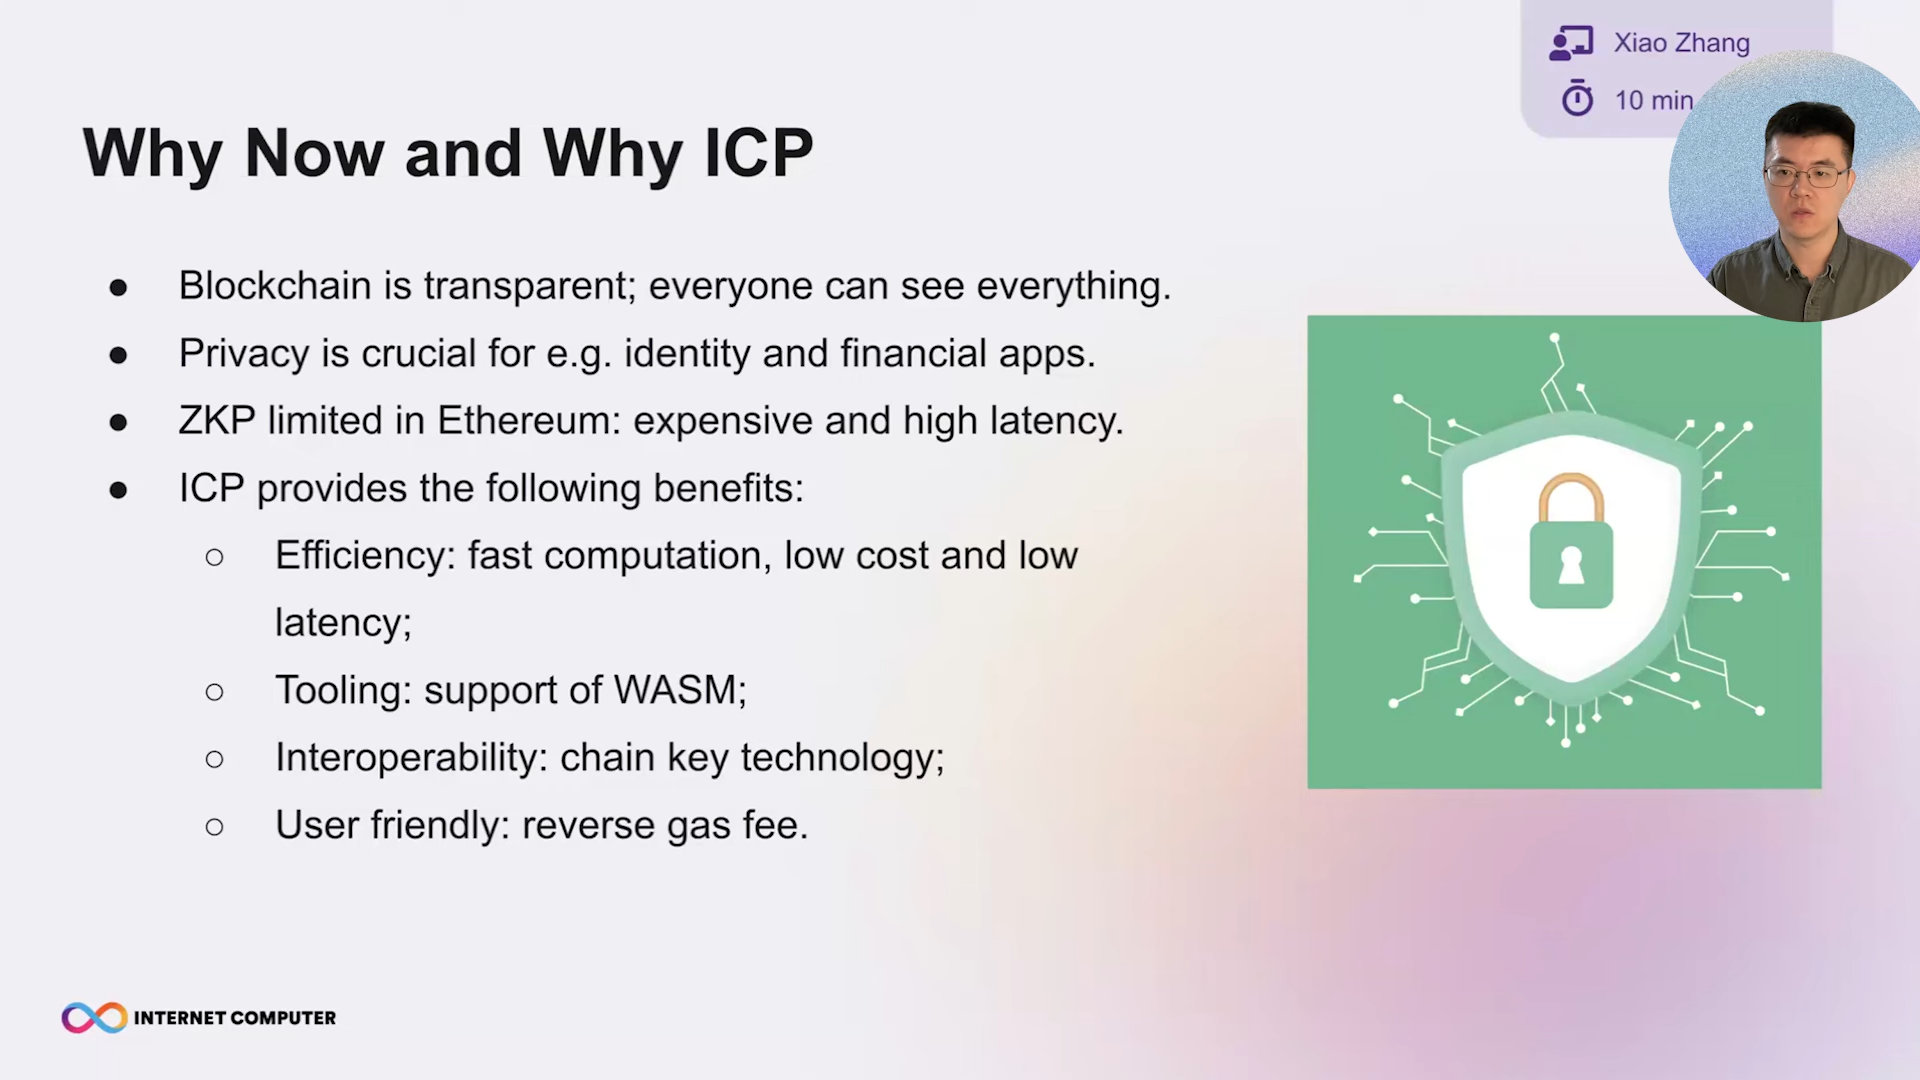 Xiao Zhang
10 min
Why Now and Why ICP
● Blockchain is transparent; everyone can see everything.
● Privacy is crucial for e.g. identity and financial apps.
● ZKP limited in Ethereum: expensive and high latency.
● ICP provides the following benefits:
○ Efficiency: fast computation, low cost and low
latency;
○ Tooling: support of WASM;
○ Interoperability: chain key technology;
○ User friendly: reverse gas fee.
INTERNET COMPUTER